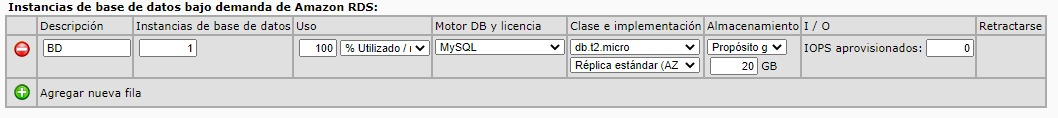 Instancias de base de datos bajo demanda de Amazon RDS:
Descripción Instancias de base de datos Uso Motor DB y licencia Clase e implementación Almacenamiento I / O Retractarse
BD 1 100 % Utilizado / MySQL db.t2.micro Propósito g IOPS aprovisionados: 0
Réplica estándar (AZ 20 GB
Agregar nueva fila